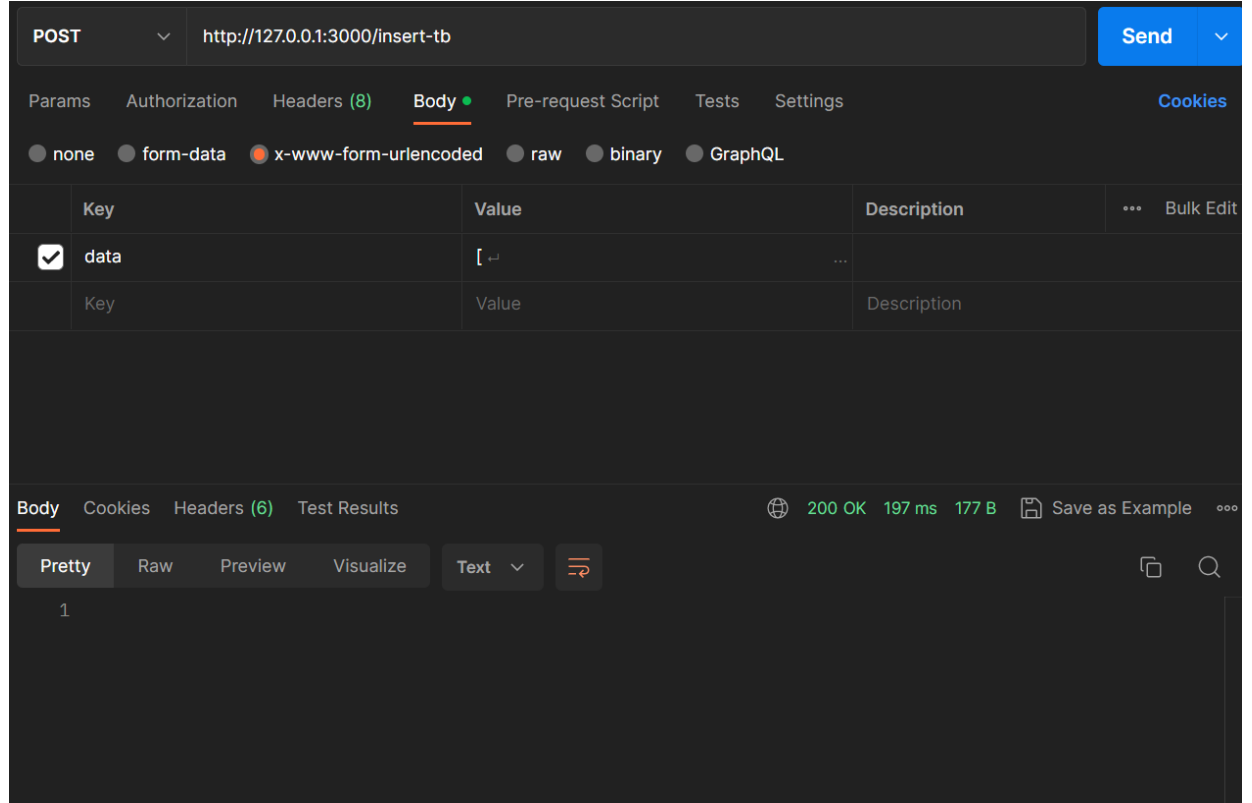 POST http://127.0.0.1:3000/insert-tb Send
Params Authorization Headers (8) Body Pre-request Script Tests Settings Cookies
none form-data x-www-form-urlencoded raw binary GraphQL
Key Value Description ••• Bulk Edit
data [ ↵ ...
Key Value Description
Body Cookies Headers (6) Test Results 200 OK 197 ms 177 B Save as Example
Pretty Raw Preview Visualize Text
1